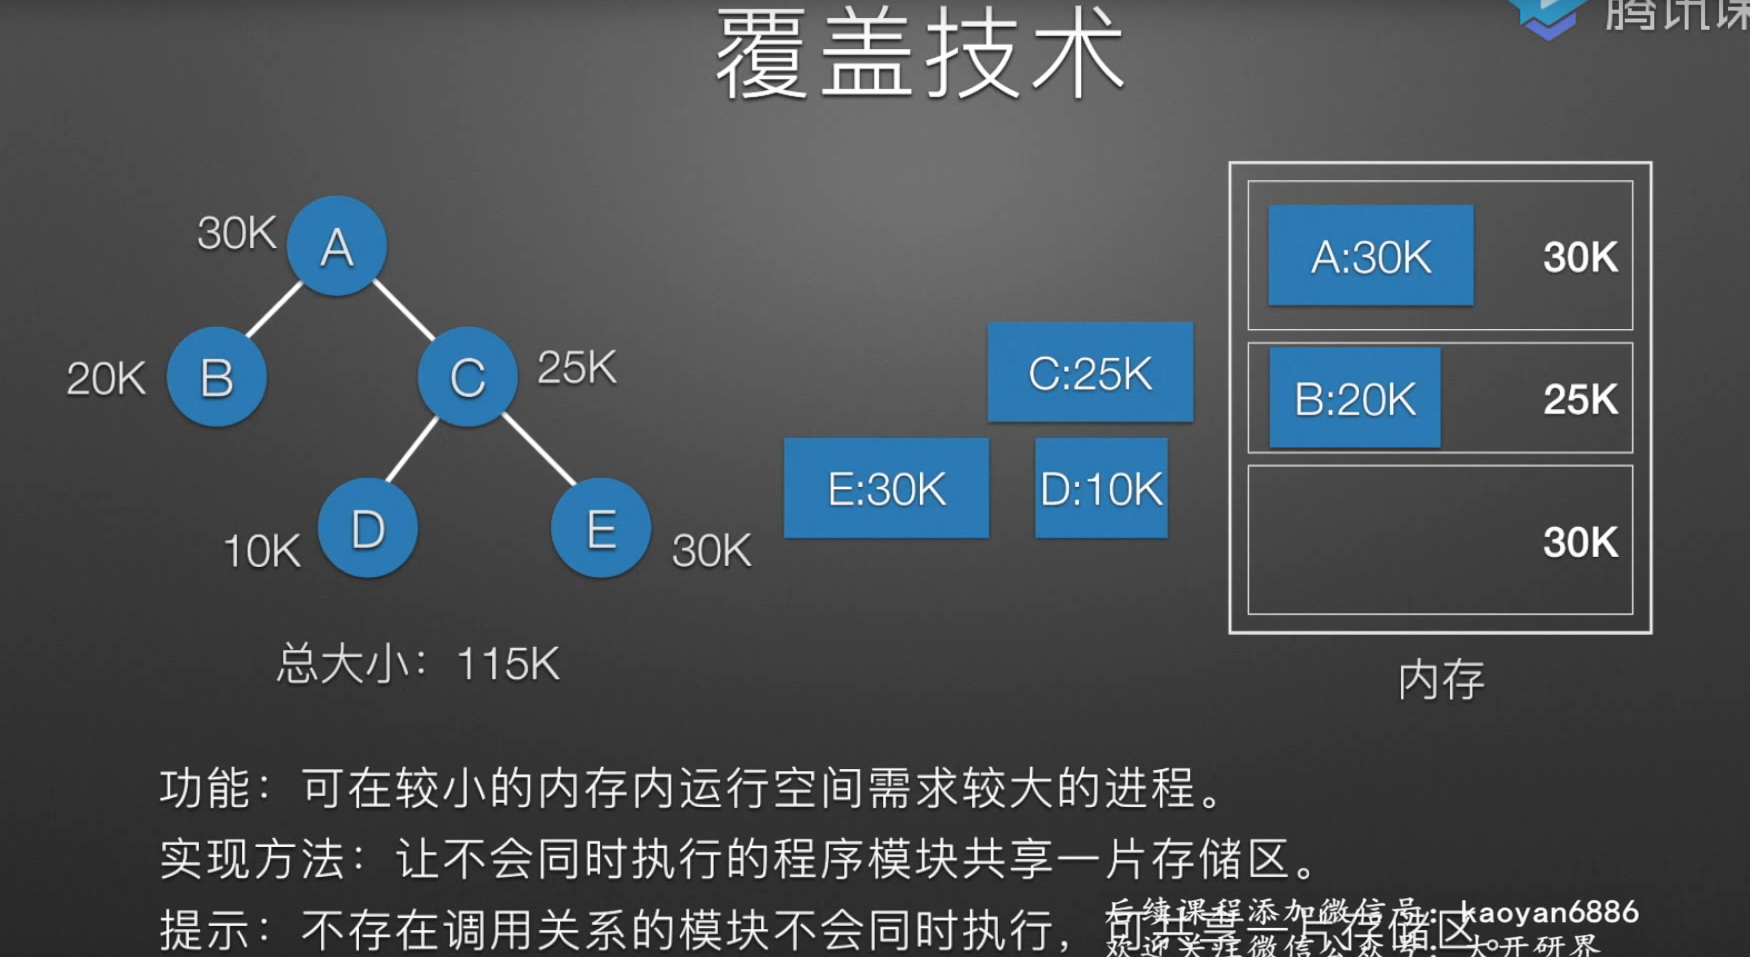 腾讯课
覆盖技术
30K
A
20K
B
C
25K
10K
D
E
30K
总大小：115K
C:25K
E:30K
D:10K
A:30K
30K
B:20K
25K
30K
内存
功能：可在较小的内存内运行空间需求较大的进程。
实现方法：让不会同时执行的程序模块共享一片存储区。
提示：不存在调用关系的模块不会同时执行，可共享一片存储区。
后续课程添加微信号：kaoyan6886
欢迎关注微信公众号：大开研界